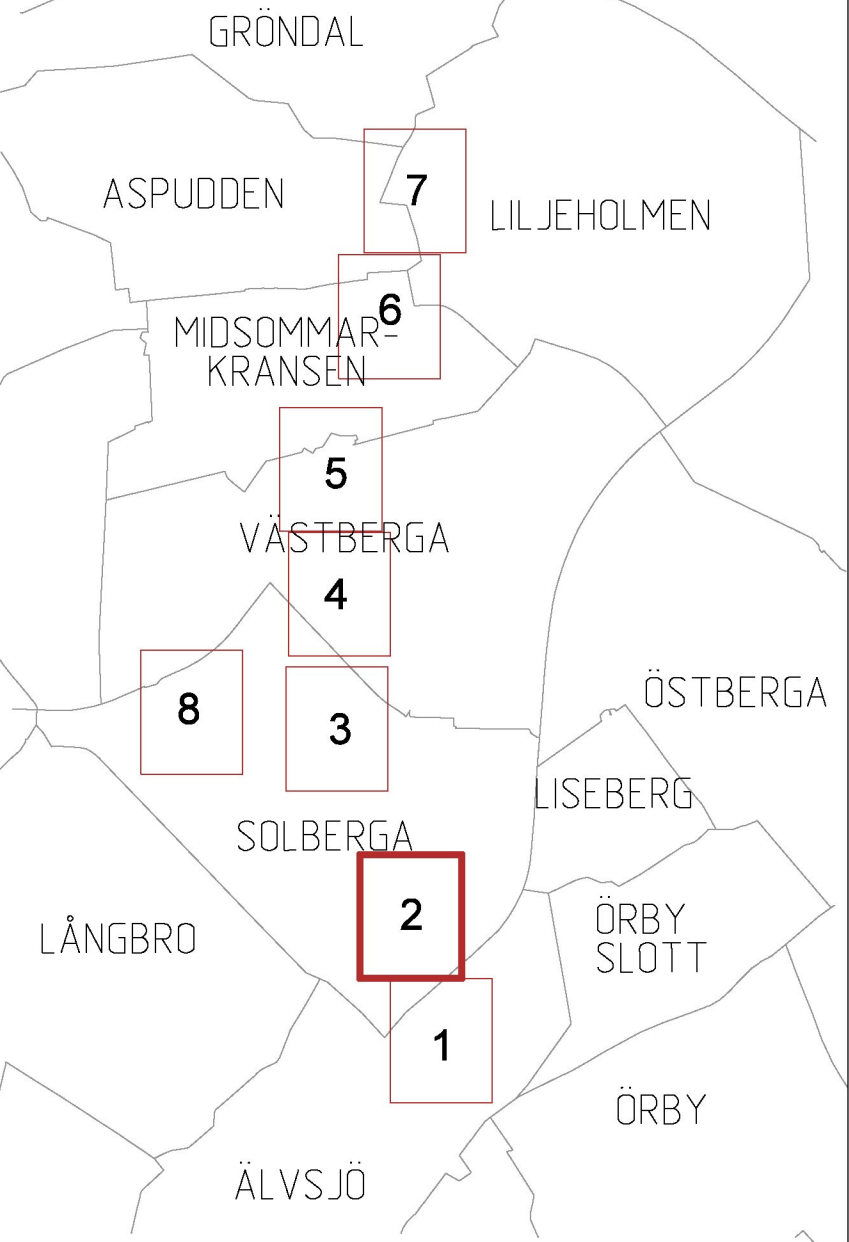 GRÖNDAL
ASPUDDEN
7
LILJEHOLMEN
6
MIDSOMMAR-
KRANSEN
5
VÄSTBERGA
4
8
3
ÖSTBERGA
LISEBERG
SOLBERGA
2
ÖRBY
SLOTT
LÅNGBRO
1
ÖRBY
ÄLVSJÖ